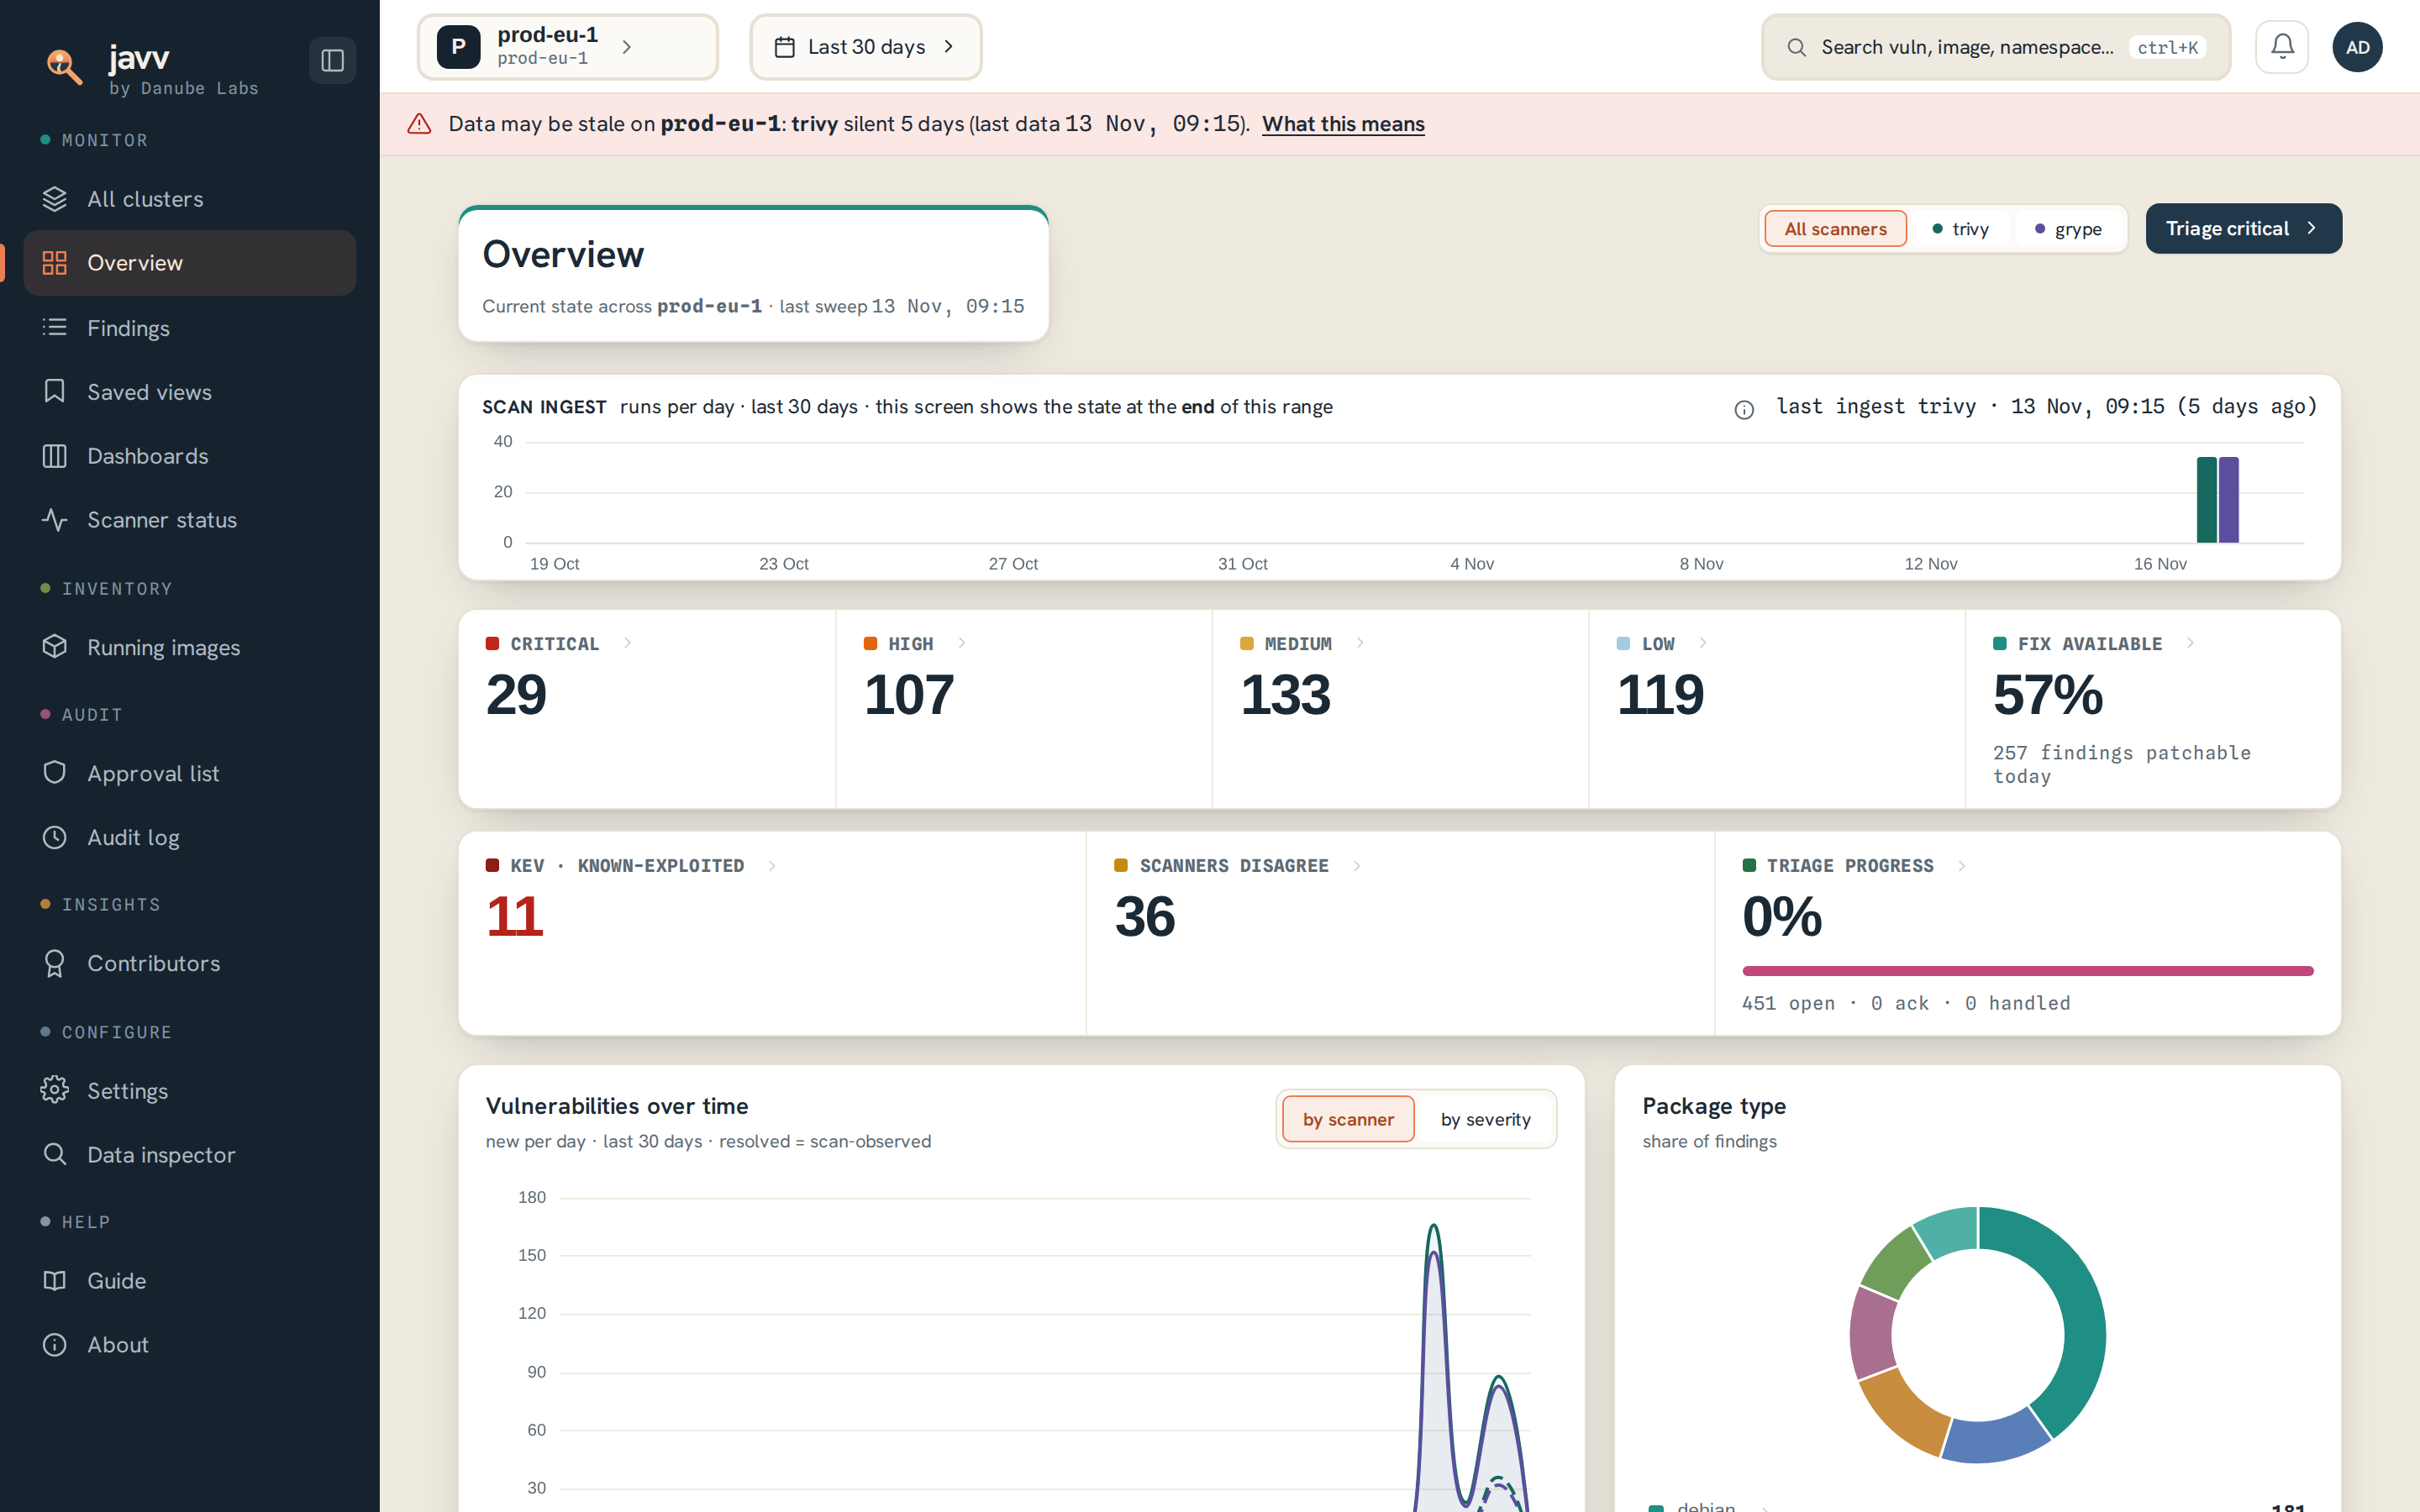 javv
by Danube Labs
MONITOR
All clusters
Overview
Findings
Saved views
Dashboards
Scanner status
INVENTORY
Running images
AUDIT
Approval list
Audit log
INSIGHTS
Contributors
CONFIGURE
Settings
Data inspector
HELP
Guide
About
P
prod-eu-1
prod-eu-1
Last 30 days
Search vuln, image, namespace... ctrl+K
AD
Data may be stale on prod-eu-1: trivy silent 5 days (last data 13 Nov, 09:15). What this means
Overview
Current state across prod-eu-1 · last sweep 13 Nov, 09:15
All scanners trivy grype
Triage critical
SCAN INGEST runs per day · last 30 days · this screen shows the state at the end of this range
last ingest trivy · 13 Nov, 09:15 (5 days ago)
40
20
0
19 Oct 23 Oct 27 Oct 31 Oct 4 Nov 8 Nov 12 Nov 16 Nov
CRITICAL
29
HIGH
107
MEDIUM
133
LOW
119
FIX AVAILABLE
57%
257 findings patchable
today
KEV · KNOWN-EXPLOITED
11
SCANNERS DISAGREE
36
TRIAGE PROGRESS
0%
451 open · 0 ack · 0 handled
Vulnerabilities over time
new per day · last 30 days · resolved = scan-observed
by scanner by severity
180
150
120
90
60
30
Package type
share of findings
debian 181